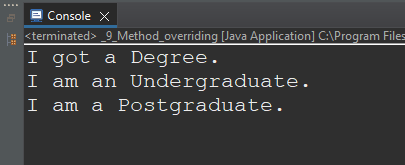 Console
<terminated> _9_Method_overriding [Java Application] C:\Program Files
I got a Degree.
I am an Undergraduate.
I am a Postgraduate.